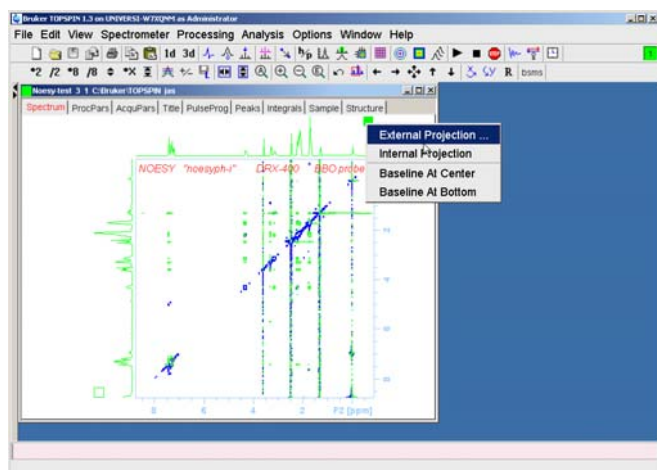 Bruker TOPSPIN 1.3 on UNIVERSI-W7XQNM as Administrator
File Edit View Spectrometer Processing Analysis Options Window Help
1d 3d
*2 /2 *8 /8 R bsms
Noesy-test 3 1 C:\Bruker\TOPSPIN jas
Spectrum ProcPars AcquPars Title PulseProg Peaks Integrals Sample Structure
External Projection ...
Internal Projection
Baseline At Center
Baseline At Bottom
NOESY "noesyph-r" DRX-400 BBO probe
8 6 4 2 F2 [ppm]